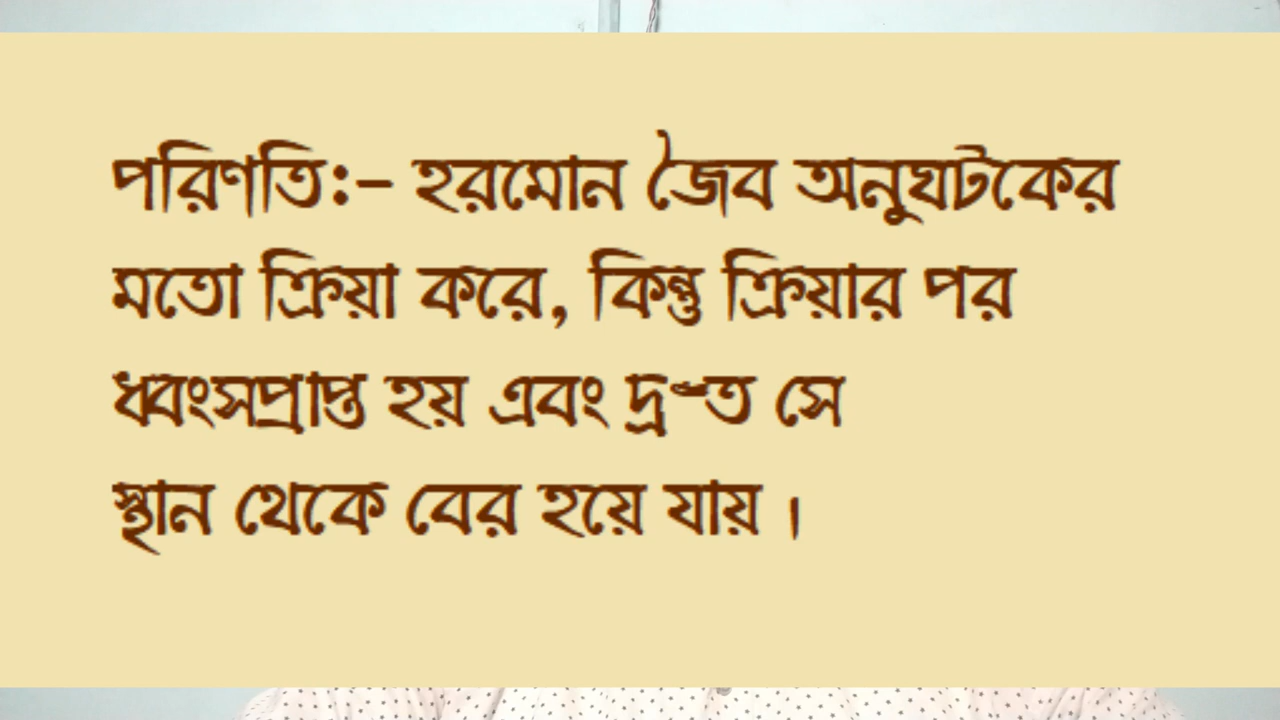 পরিণতি:- হরমোন জৈব অনুঘটকের
মতো ক্রিয়া করে, কিন্তু ক্রিয়ার পর
ধ্বংসপ্রাপ্ত হয় এবং দ্রুত সে
স্থান থেকে বের হয়ে যায় ।